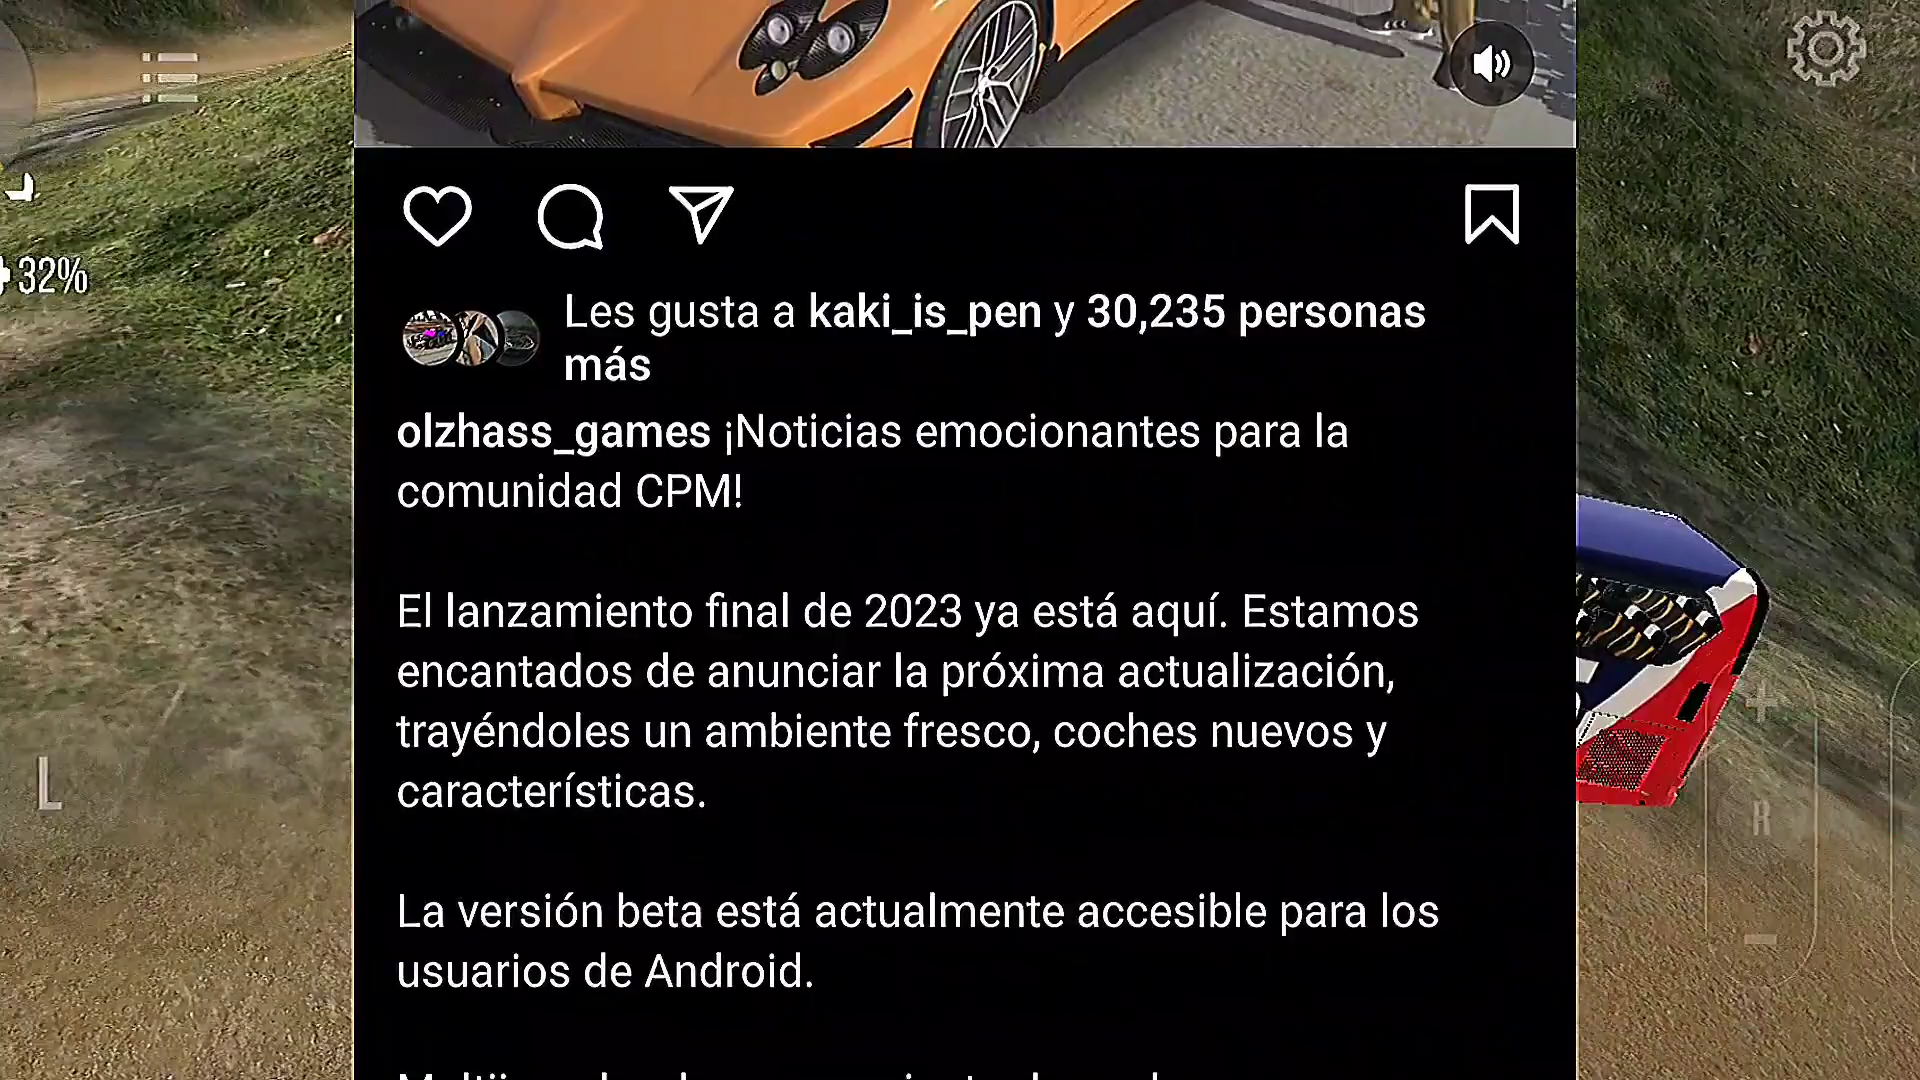 32%
Les gusta a kaki_is_pen y 30,235 personas
más
olzhass_games ¡Noticias emocionantes para la
comunidad CPM!
El lanzamiento final de 2023 ya está aquí. Estamos
encantados de anunciar la próxima actualización,
trayéndoles un ambiente fresco, coches nuevos y
características.
La versión beta está actualmente accesible para los
usuarios de Android.
L
+
R
-